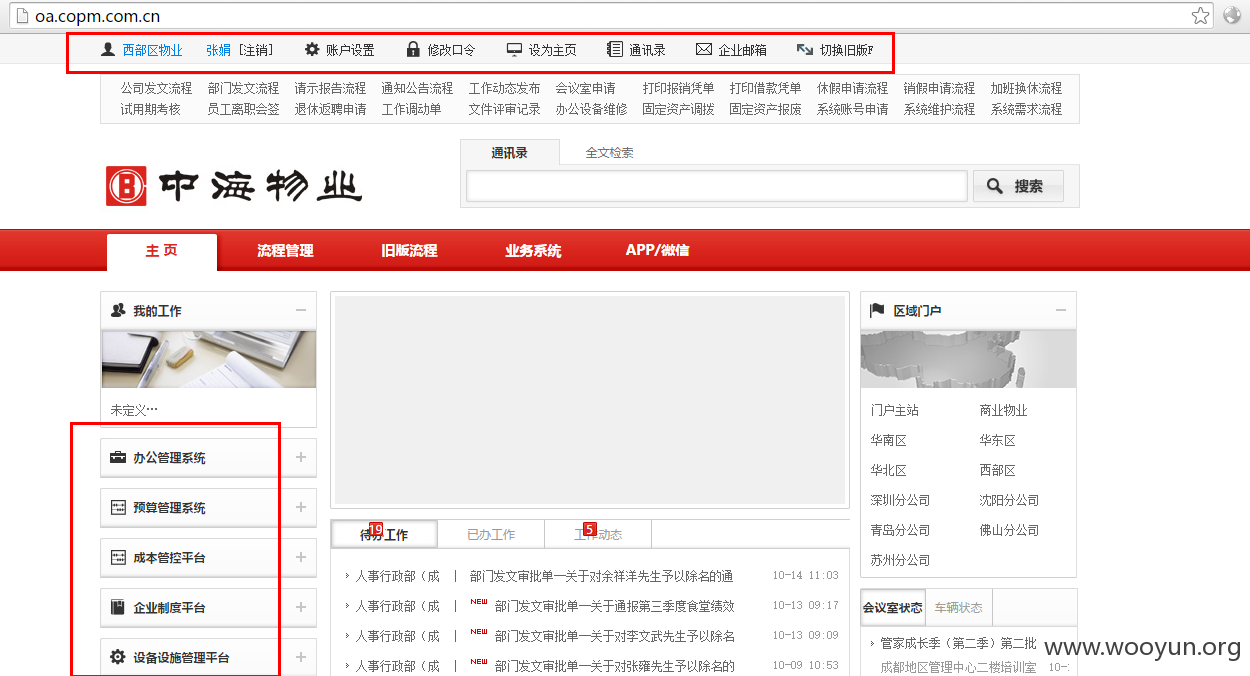 oa.copm.com.cn
西部区物业 张娟 [注销] 账户设置 修改口令 设为主页 通讯录 企业邮箱 切换旧版
公司发文流程 部门发文流程 请示报告流程 通知公告流程 工作动态发布 会议室申请 打印报销凭单 打印借款凭单 休假申请流程 销假申请流程 加班换休流程
试用期考核 员工离职会签 退休返聘申请 工作调动单 文件评审记录 办公设备维修 固定资产调拨 固定资产报废 系统账号申请 系统维护流程 系统需求流程
通讯录 全文检索
中海物业
搜索
主页 流程管理 旧版流程 业务系统 APP/微信
我的工作
未定义…
办公管理系统
预算管理系统
成本管控平台
企业制度平台
设备设施管理平台
待办工作 19 已办工作 工作动态 5
人事行政部（成 | 部门发文审批单—关于对余祥洋先生予以除名的通 10-14 11:03
人事行政部（成 | NEW 部门发文审批单—关于通报第三季度食堂绩效 10-13 09:17
人事行政部（成 | NEW 部门发文审批单—关于对李文武先生予以除名 10-13 09:09
人事行政部（成 | NEW 部门发文审批单—关于对张雍先生予以除名的 10-09 10:53
区域门户
门户主站 商业物业
华南区 华东区
华北区 西部区
深圳分公司 沈阳分公司
青岛分公司 佛山分公司
苏州分公司
会议室状态 车辆状态
管家成长季（第二季）第二批
成都地区管理中心二楼培训室 10-
www.wooyun.org